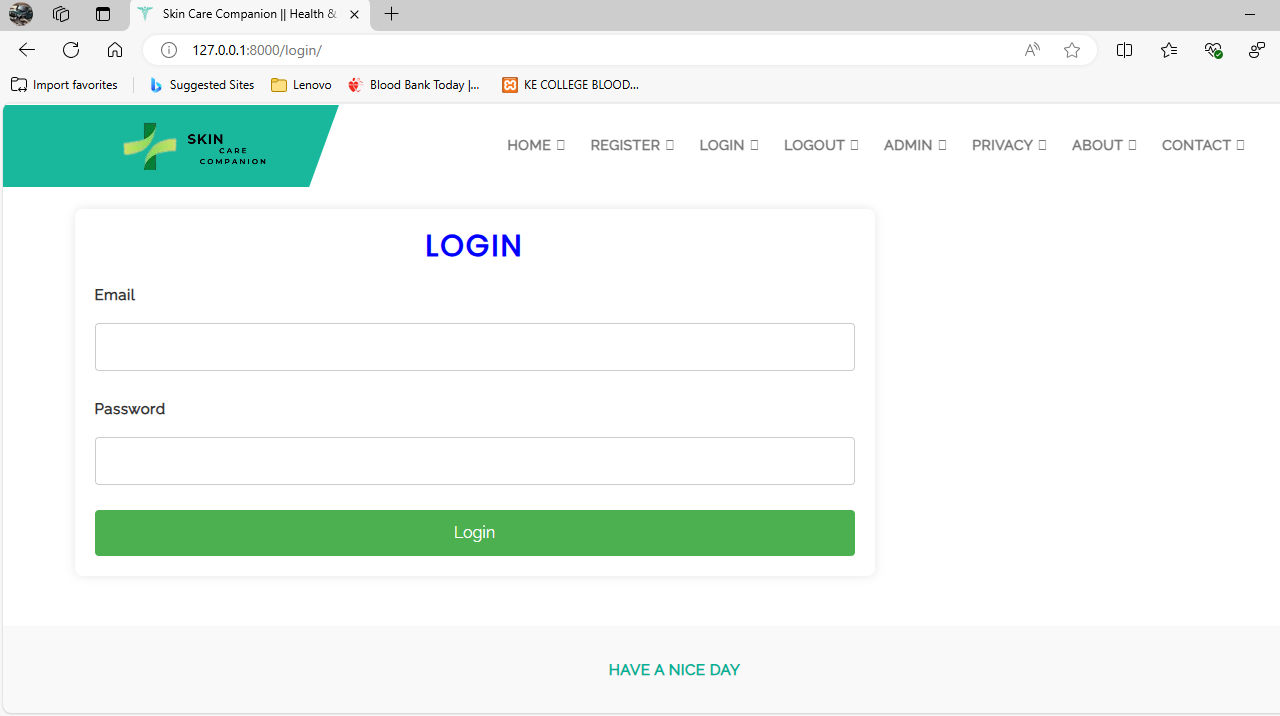 Skin Care Companion || Health &
127.0.0.1:8000/login/
Import favorites Suggested Sites Lenovo Blood Bank Today |... KE COLLEGE BLOOD...
SKIN
CARE
COMPANION
HOME REGISTER LOGIN LOGOUT ADMIN PRIVACY ABOUT CONTACT
LOGIN
Email
Password
Login
HAVE A NICE DAY